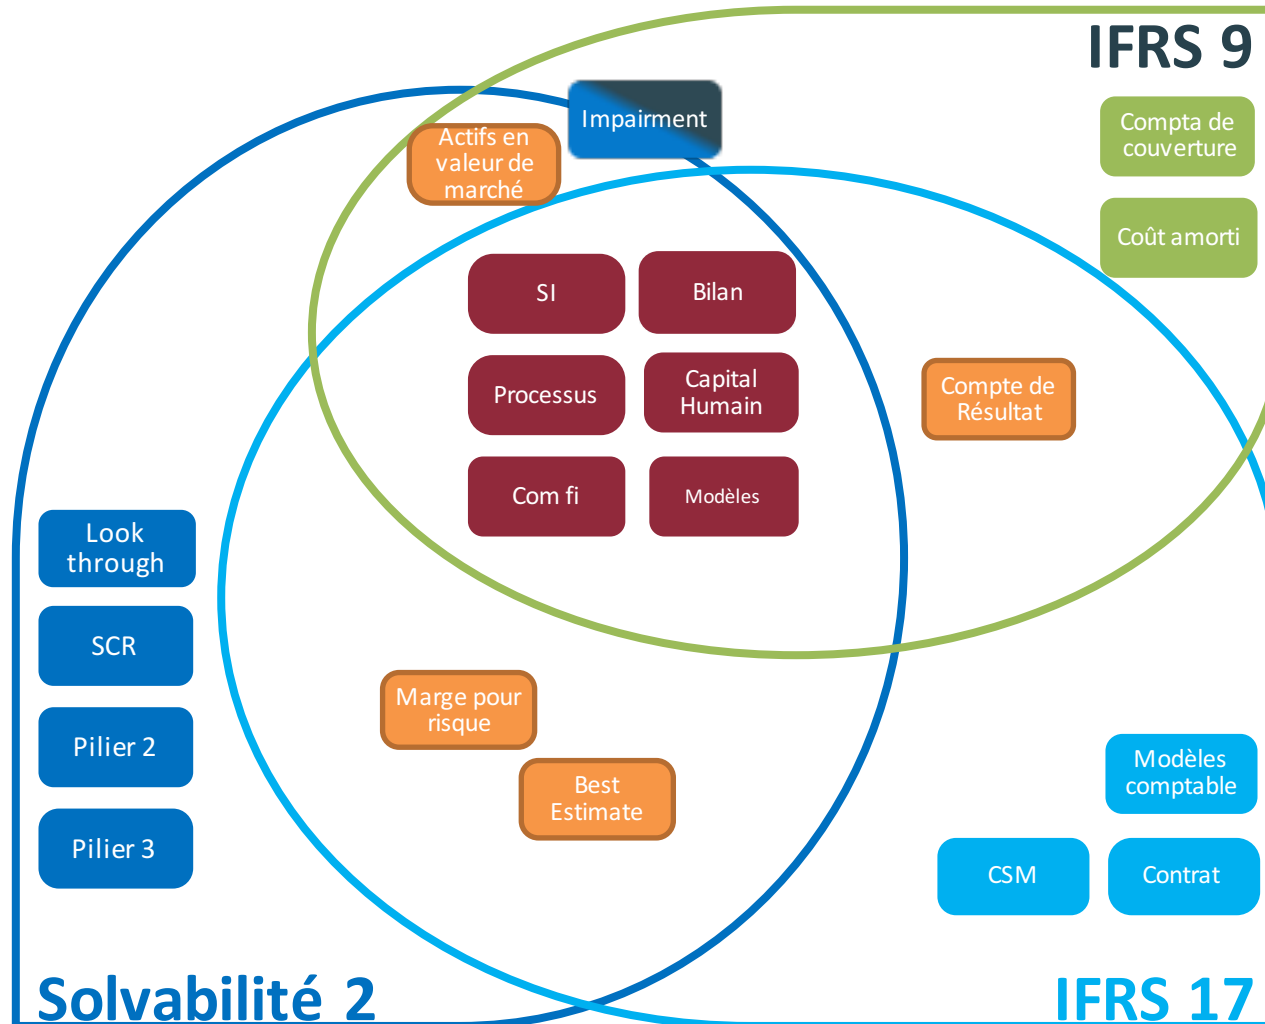 IFRS 9
Impairment
Compta de
couverture
Actifs en
valeur de
marché
Coût amorti
SI
Bilan
Processus
Capital
Humain
Compte de
Résultat
Com fi
Modèles
Look
through
SCR
Pilier 2
Pilier 3
Marge pour
risque
Best
Estimate
Modèles
comptable
CSM
Contrat
Solvabilité 2
IFRS 17